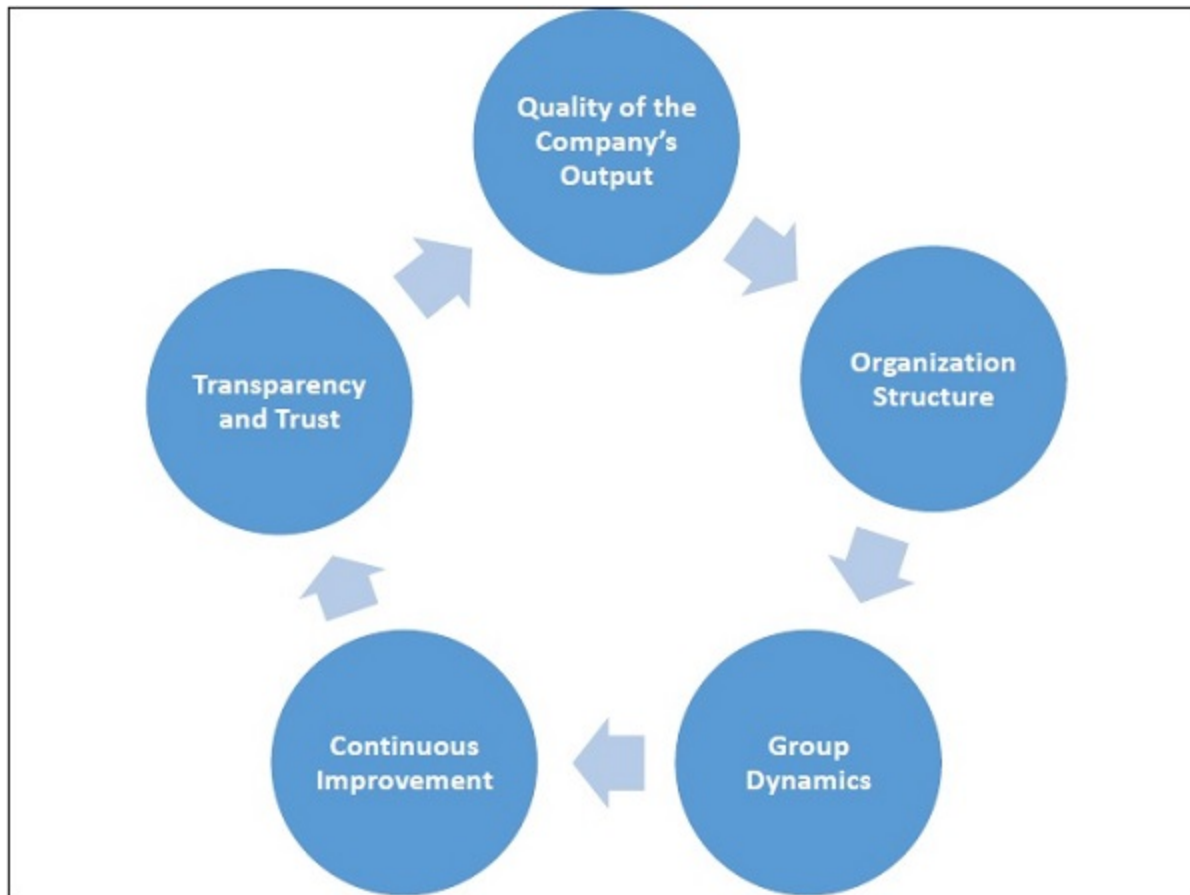 Quality of the
Company’s
Output
Organization
Structure
Group
Dynamics
Continuous
Improvement
Transparency
and Trust